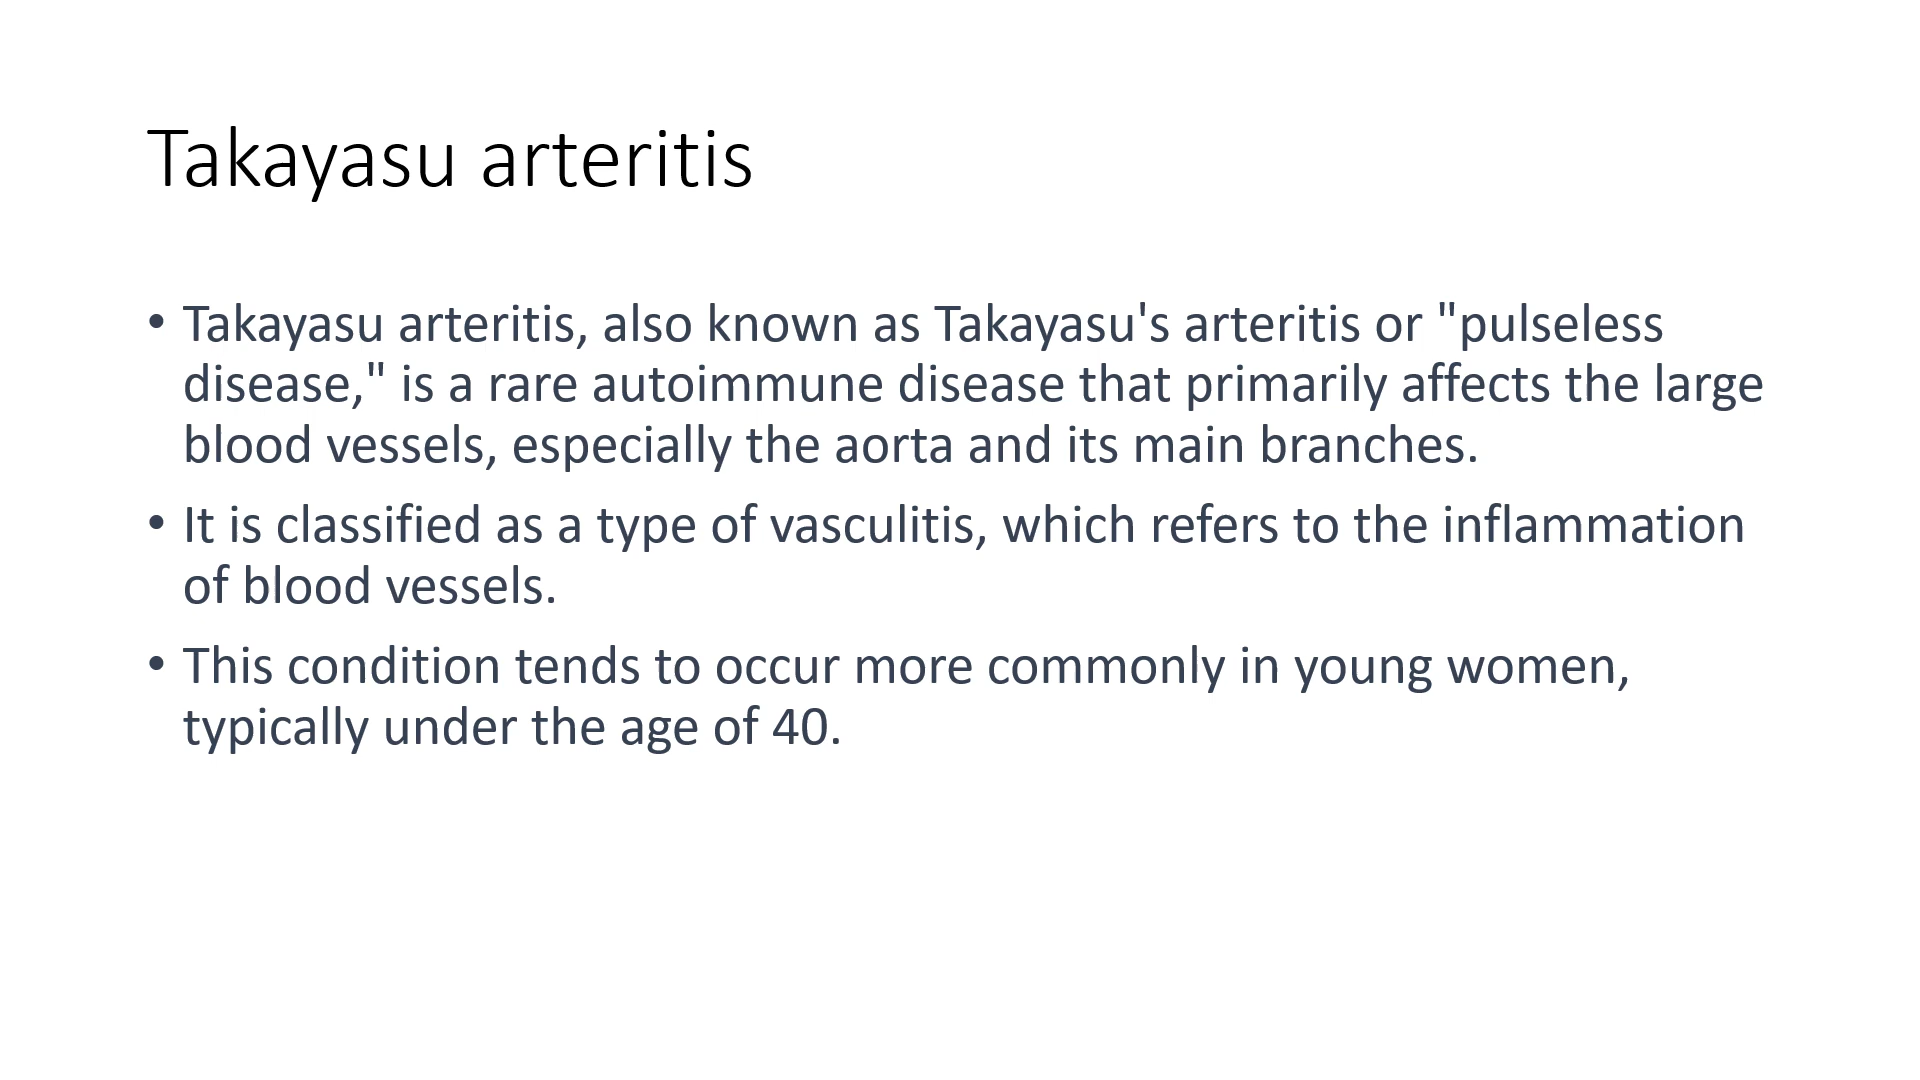 Takayasu arteritis
• Takayasu arteritis, also known as Takayasu's arteritis or "pulseless
disease," is a rare autoimmune disease that primarily affects the large
blood vessels, especially the aorta and its main branches.
• It is classified as a type of vasculitis, which refers to the inflammation
of blood vessels.
• This condition tends to occur more commonly in young women,
typically under the age of 40.